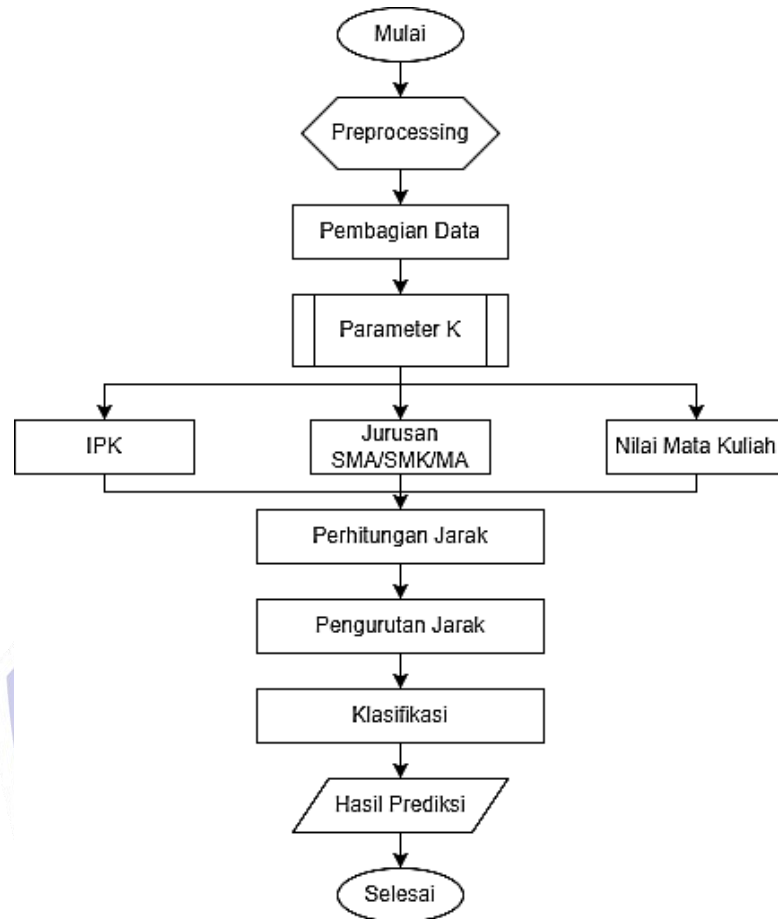 Mulai
Preprocessing
Pembagian Data
Parameter K
IPK
Jurusan
SMA/SMK/MA
Nilai Mata Kuliah
Perhitungan Jarak
Pengurutan Jarak
Klasifikasi
Hasil Prediksi
Selesai